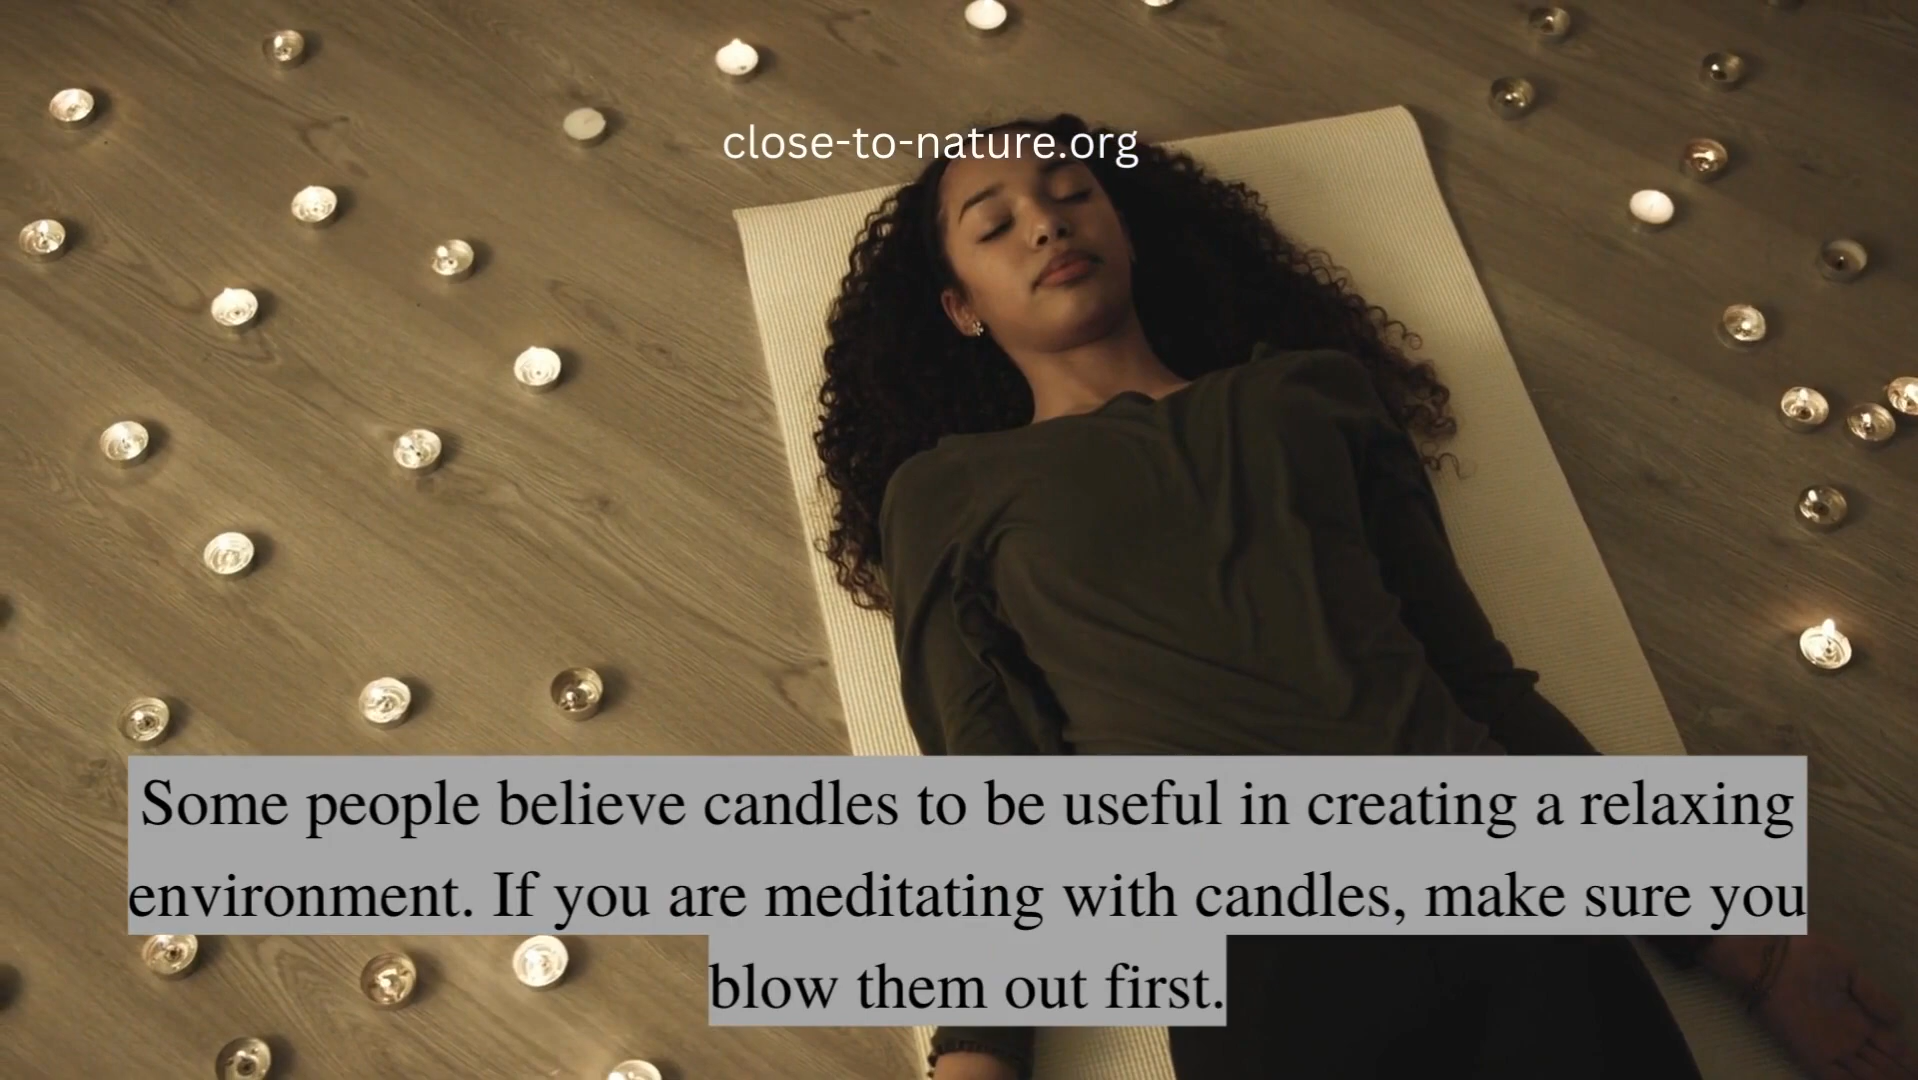 close-to-nature.org
Some people believe candles to be useful in creating a relaxing
environment. If you are meditating with candles, make sure you
blow them out first.